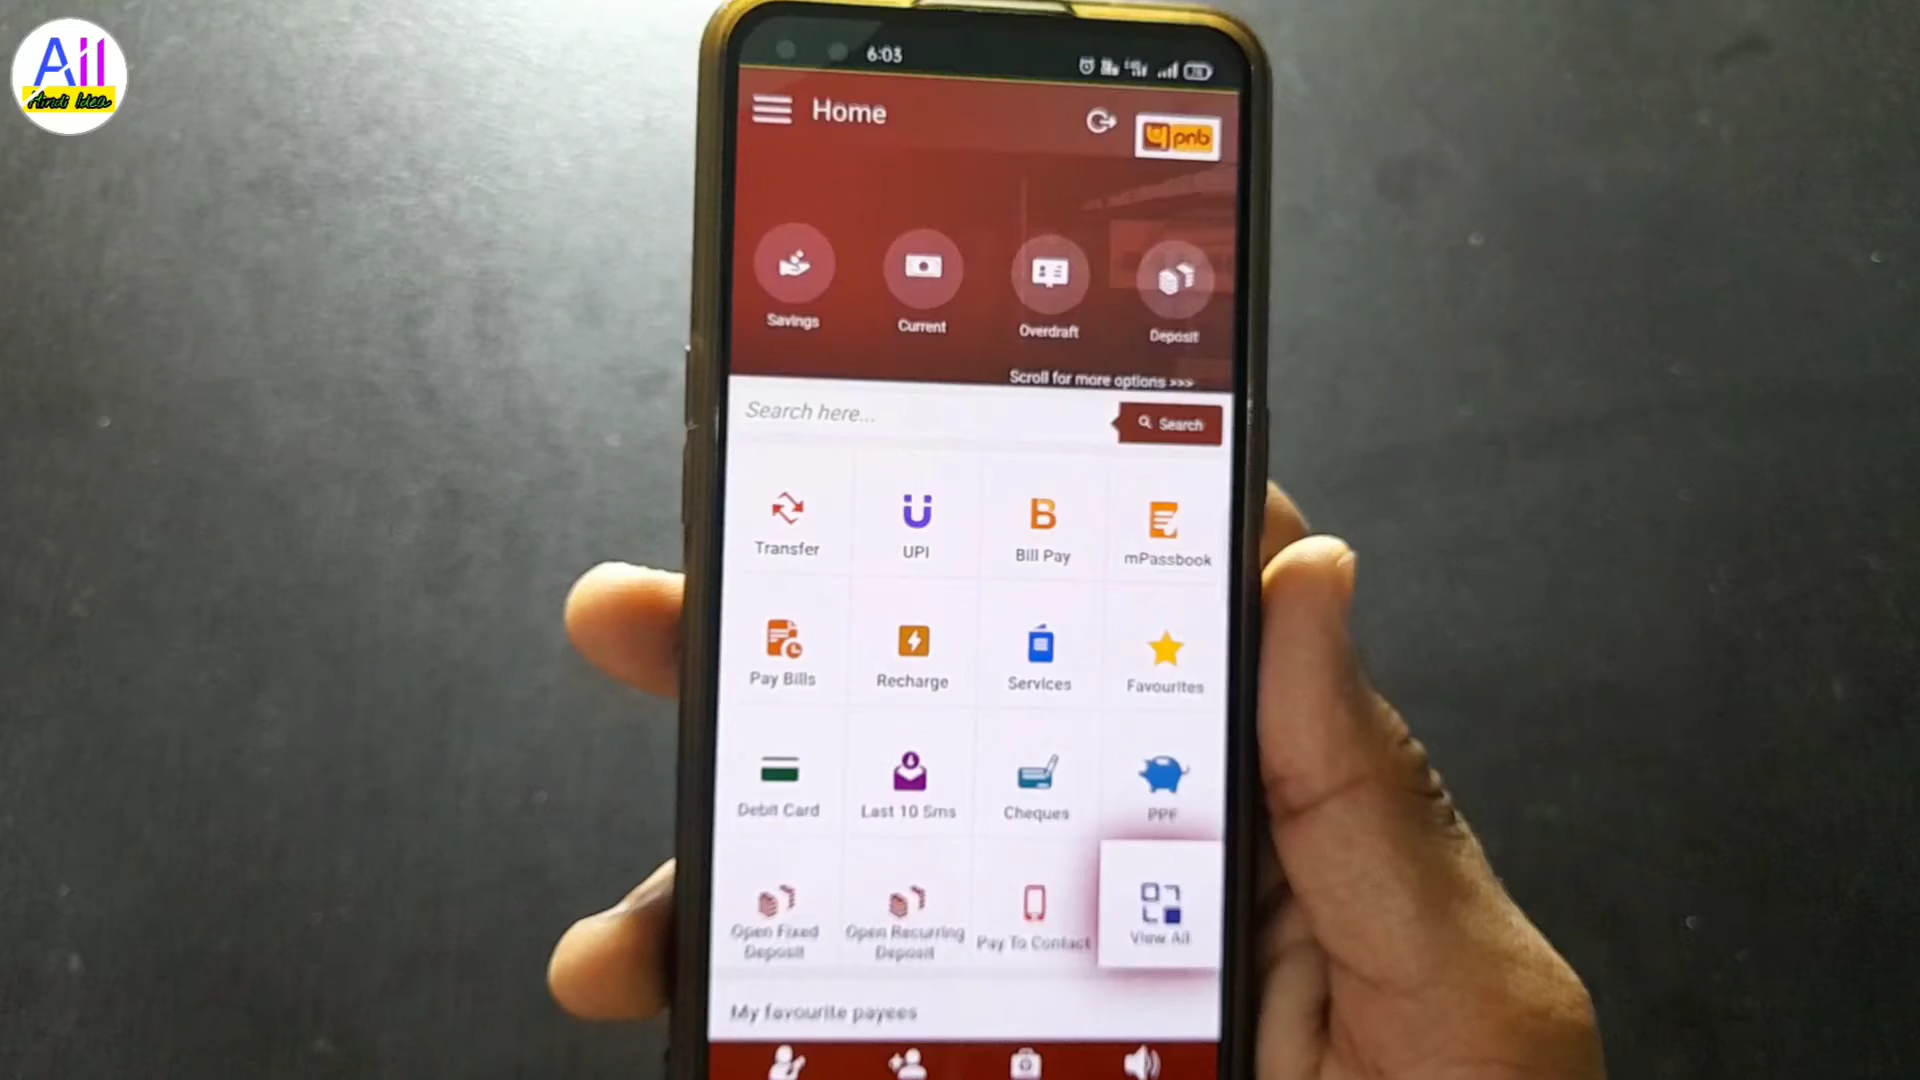 All
Hindi Idea
6:03
Home
pnb
Savings
Current
Overdraft
Deposit
Scroll for more options >>>
Search here...
Search
Transfer
UPI
Bill Pay
mPassbook
Pay Bills
Recharge
Services
Favourites
Debit Card
Last 10 Sms
Cheques
PPF
Open Fixed
Deposit
Open Recurring
Deposit
Pay To Contact
View All
My favourite payees